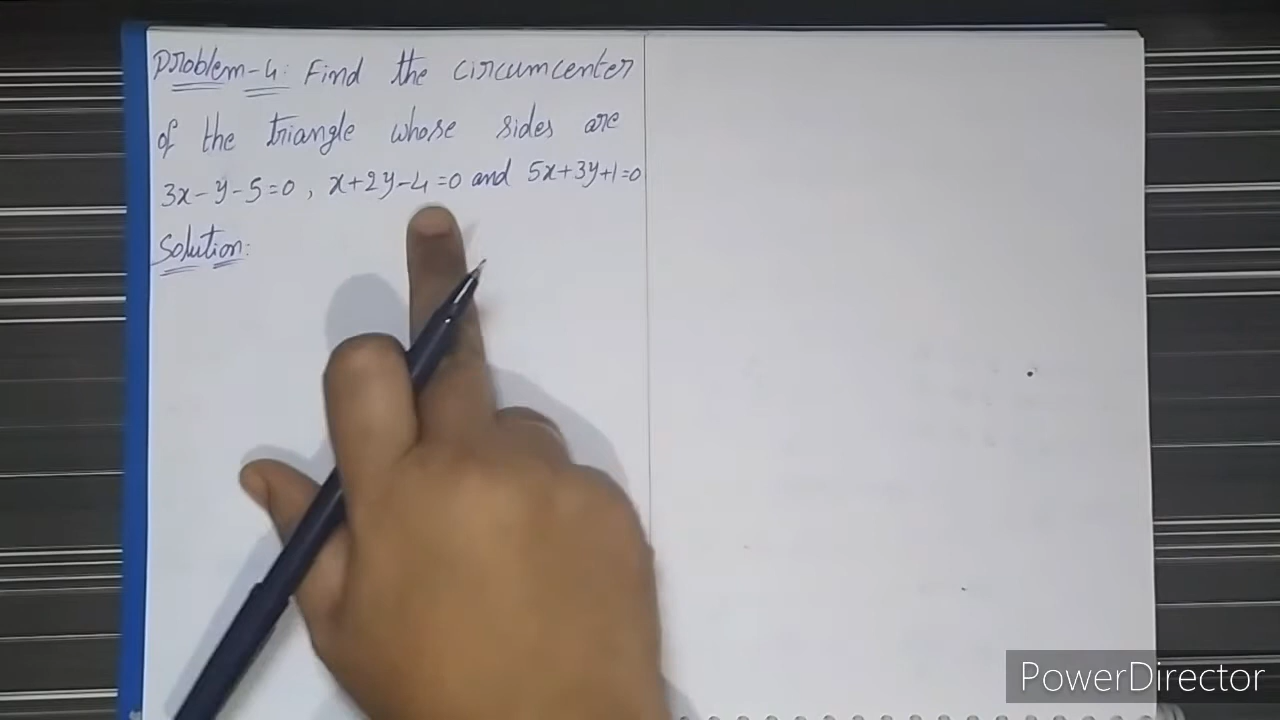 Problem-4: Find the circumcenter
of the triangle whose sides are
3x-y-5=0, x+2y-4=0 and 5x+3y+1=0
Solution:
PowerDirector